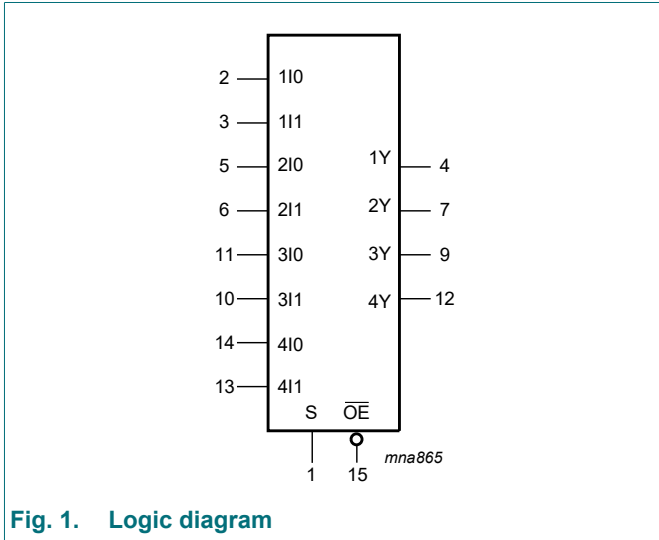 2 1I0
3 1I1
5 2I0 1Y 4
6 2I1 2Y 7
11 3I0 3Y 9
10 3I1 4Y 12
14 4I0
13 4I1
S OE
mna865
1 15
Fig. 1. Logic diagram